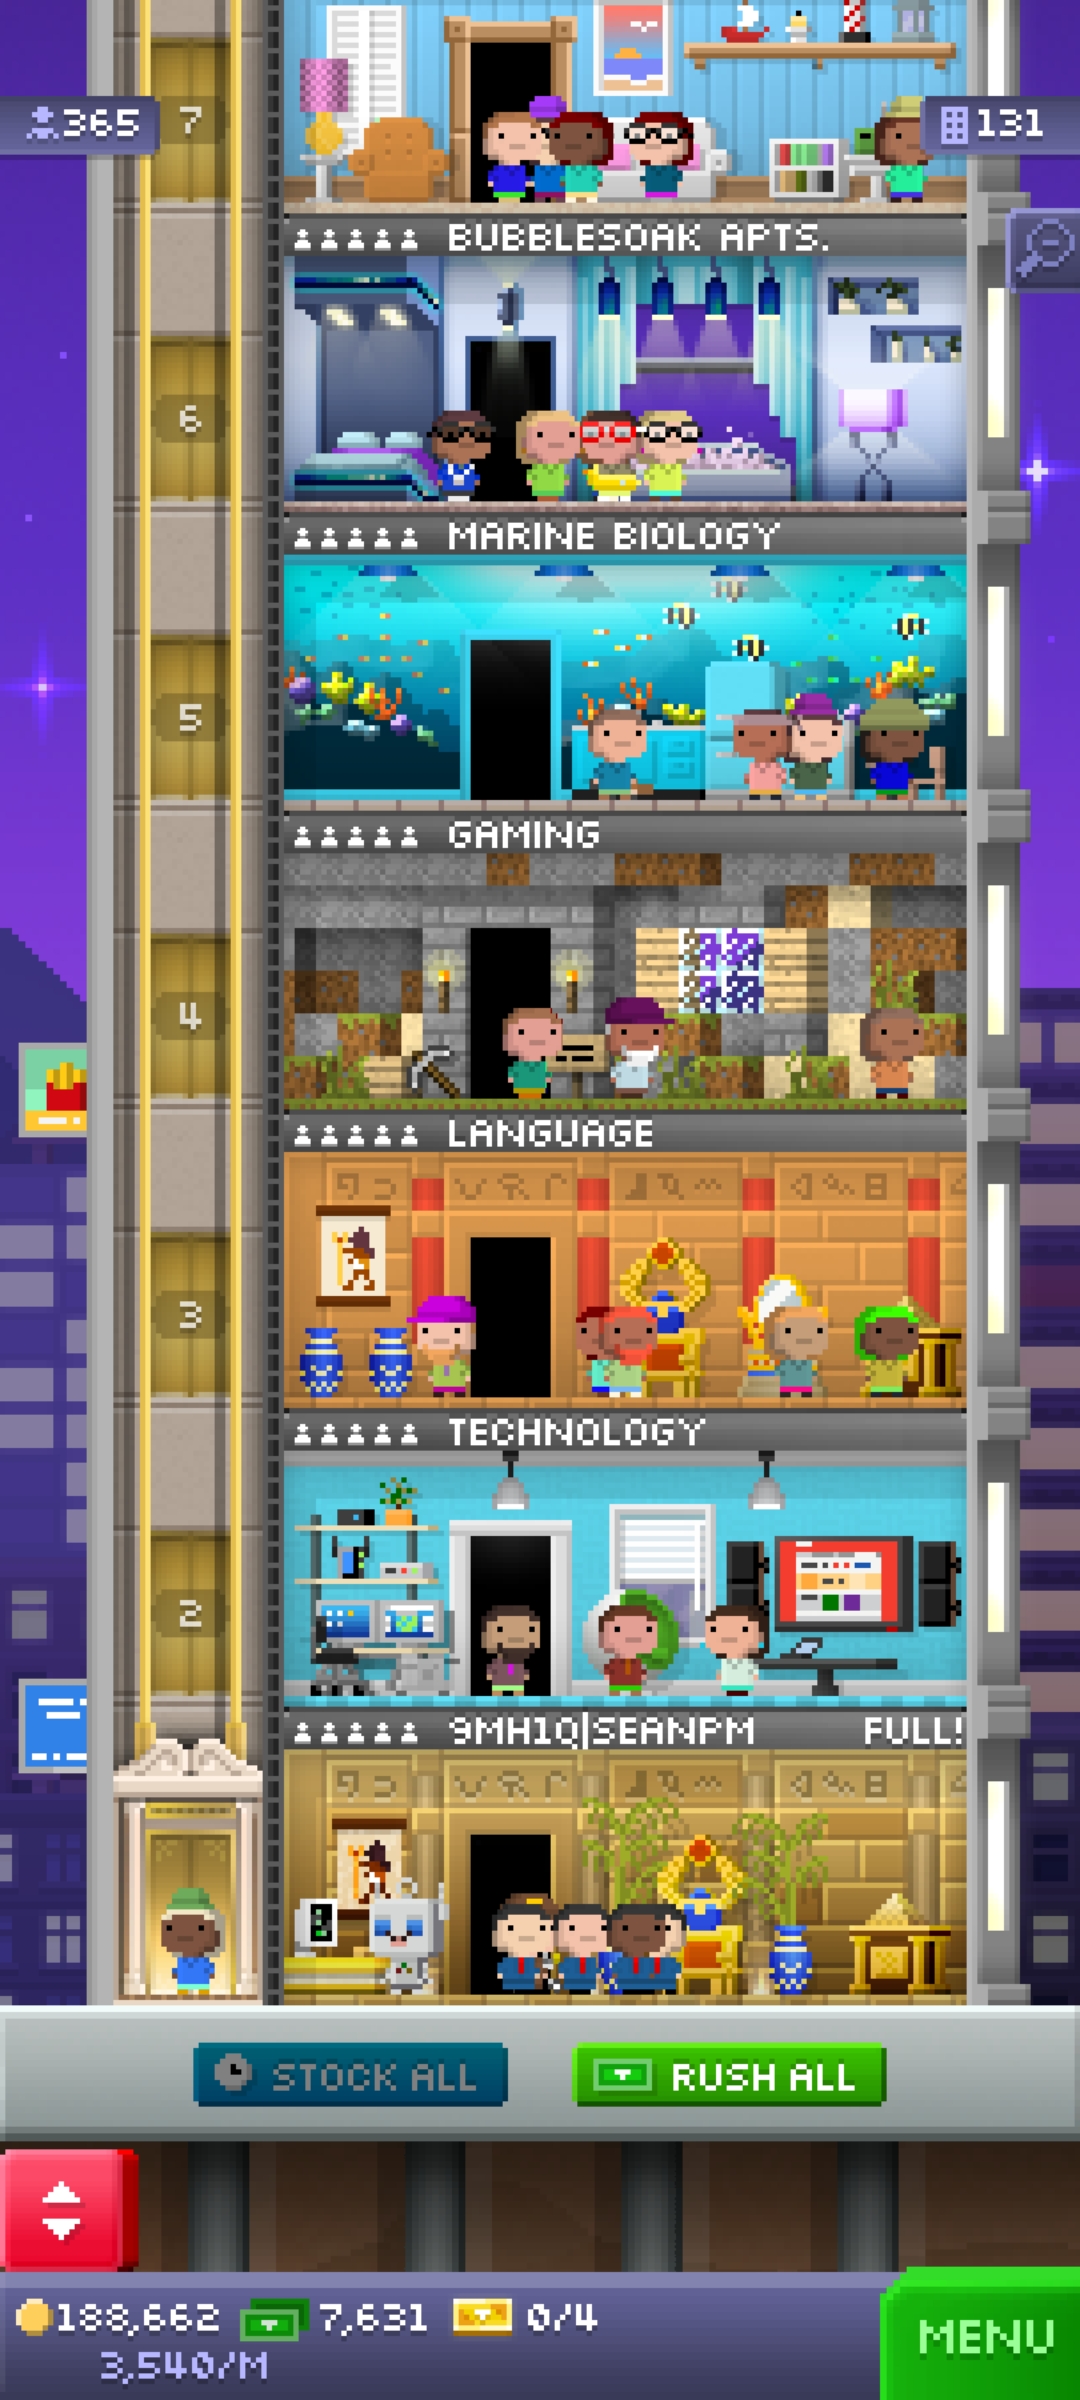 365
7
131
BUBBLESOAK APTS.
6
MARINE BIOLOGY
5
GAMING
4
LANGUAGE
3
TECHNOLOGY
2
9MH1Q|SEANPM FULL!
STOCK ALL
RUSH ALL
188,662 7,631 0/4
3,540/M
MENU